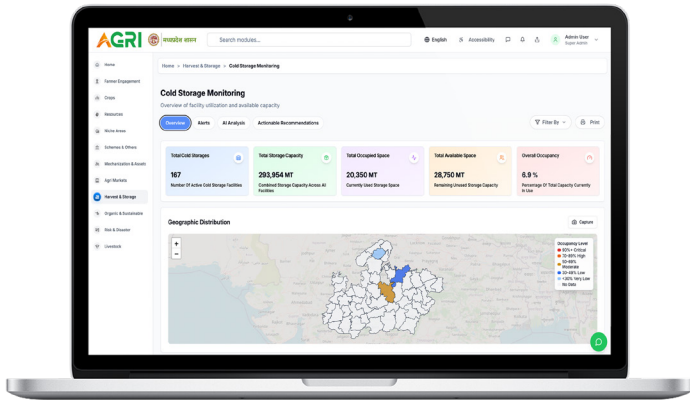 AGRI
मध्यप्रदेश शासन
Search modules...
English
Accessibility
Admin User
Super Admin
Home
Farmer Engagement
Crops
Resources
Niche Areas
Schemes & Others
Mechanization & Assets
Agri Markets
Harvest & Storage
Organic & Sustainable
Risk & Disaster
Livestock
Home > Harvest & Storage > Cold Storage Monitoring
Cold Storage Monitoring
Overview of facility utilization and available capacity
Overview
Alerts
AI Analysis
Actionable Recommendations
Filter By
Print
Total Cold Storages
167
Number Of Active Cold Storage Facilities
Total Storage Capacity
293,954 MT
Combined Storage Capacity Across All
Facilities
Total Occupied Space
20,350 MT
Currently Used Storage Space
Total Available Space
28,750 MT
Remaining Unused Storage Capacity
Overall Occupancy
6.9 %
Percentage Of Total Capacity Currently
In Use
Geographic Distribution
Capture
+
−
Occupancy Level
90%+ Critical
70-89% High
50-69%
Moderate
20-49% Low
<20% Very Low
No Data